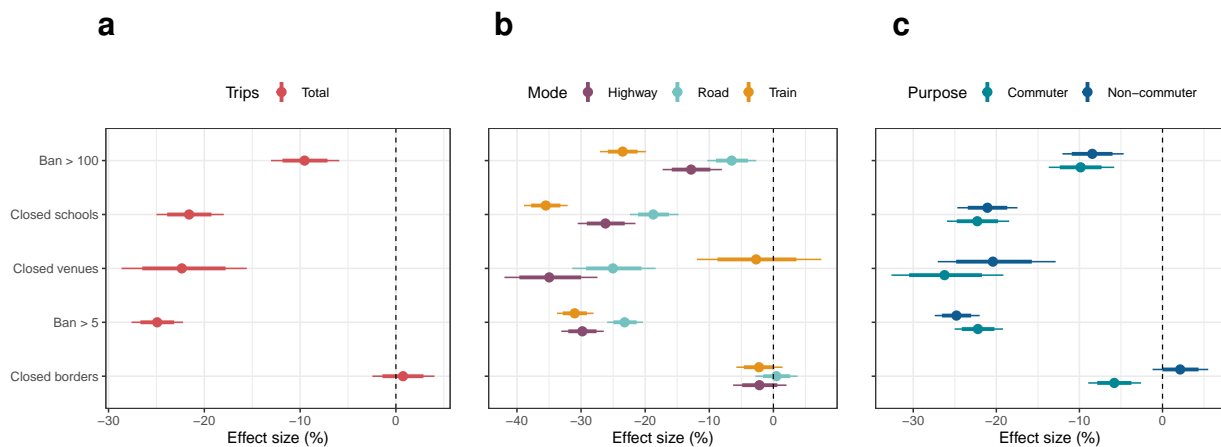 a
b
c
Trips Total
Mode Highway Road Train
Purpose Commuter Non−commuter
Ban > 100
Closed schools
Closed venues
Ban > 5
Closed borders
−30 −20 −10 0
−40 −30 −20 −10 0
−30 −20 −10 0
Effect size (%)
Effect size (%)
Effect size (%)